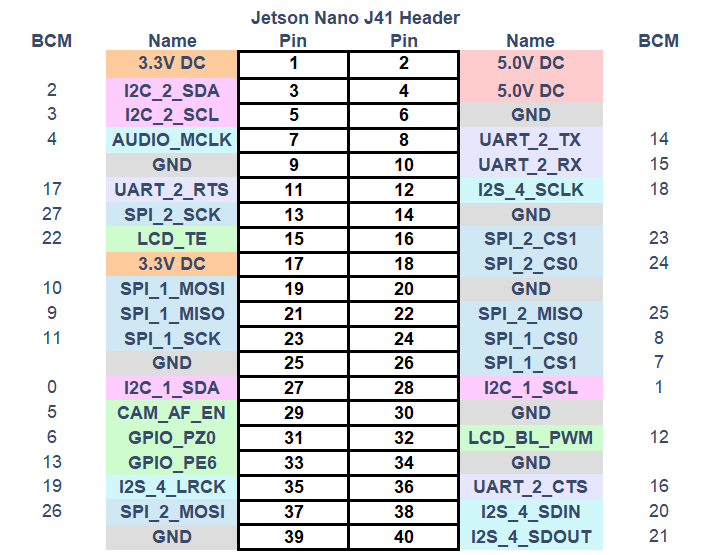 Jetson Nano J41 Header
BCM Name Pin Pin Name BCM
3.3V DC 1 2 5.0V DC
2 I2C_2_SDA 3 4 5.0V DC
3 I2C_2_SCL 5 6 GND
4 AUDIO_MCLK 7 8 UART_2_TX 14
GND 9 10 UART_2_RX 15
17 UART_2_RTS 11 12 I2S_4_SCLK 18
27 SPI_2_SCK 13 14 GND
22 LCD_TE 15 16 SPI_2_CS1 23
3.3V DC 17 18 SPI_2_CS0 24
10 SPI_1_MOSI 19 20 GND
9 SPI_1_MISO 21 22 SPI_2_MISO 25
11 SPI_1_SCK 23 24 SPI_1_CS0 8
GND 25 26 SPI_1_CS1 7
0 I2C_1_SDA 27 28 I2C_1_SCL 1
5 CAM_AF_EN 29 30 GND
6 GPIO_PZ0 31 32 LCD_BL_PWM 12
13 GPIO_PE6 33 34 GND
19 I2S_4_LRCK 35 36 UART_2_CTS 16
26 SPI_2_MOSI 37 38 I2S_4_SDIN 20
GND 39 40 I2S_4_SDOUT 21